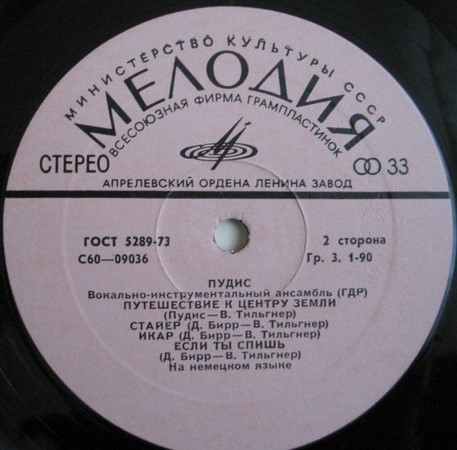 МИНИСТЕРСТВО КУЛЬТУРЫ СССР
МЕЛОДИЯ
ВСЕСОЮЗНАЯ ФИРМА ГРАМПЛАСТИНОК
СТЕРЕО 33
АПРЕЛЕВСКИЙ ОРДЕНА ЛЕНИНА ЗАВОД
ГОСТ 5289-73 2 сторона
С60—09036 Гр. 3. 1-90
ПУДИС
Вокально-инструментальный ансамбль (ГДР)
ПУТЕШЕСТВИЕ К ЦЕНТРУ ЗЕМЛИ
(Пудис—В. Тильгнер)
СТАЙЕР (Д. Бирр—В. Тильгнер)
ИКАР (Д. Бирр—В. Тильгнер)
ЕСЛИ ТЫ СПИШЬ
(Д. Бирр—В. Тильгнер)
На немецком языке